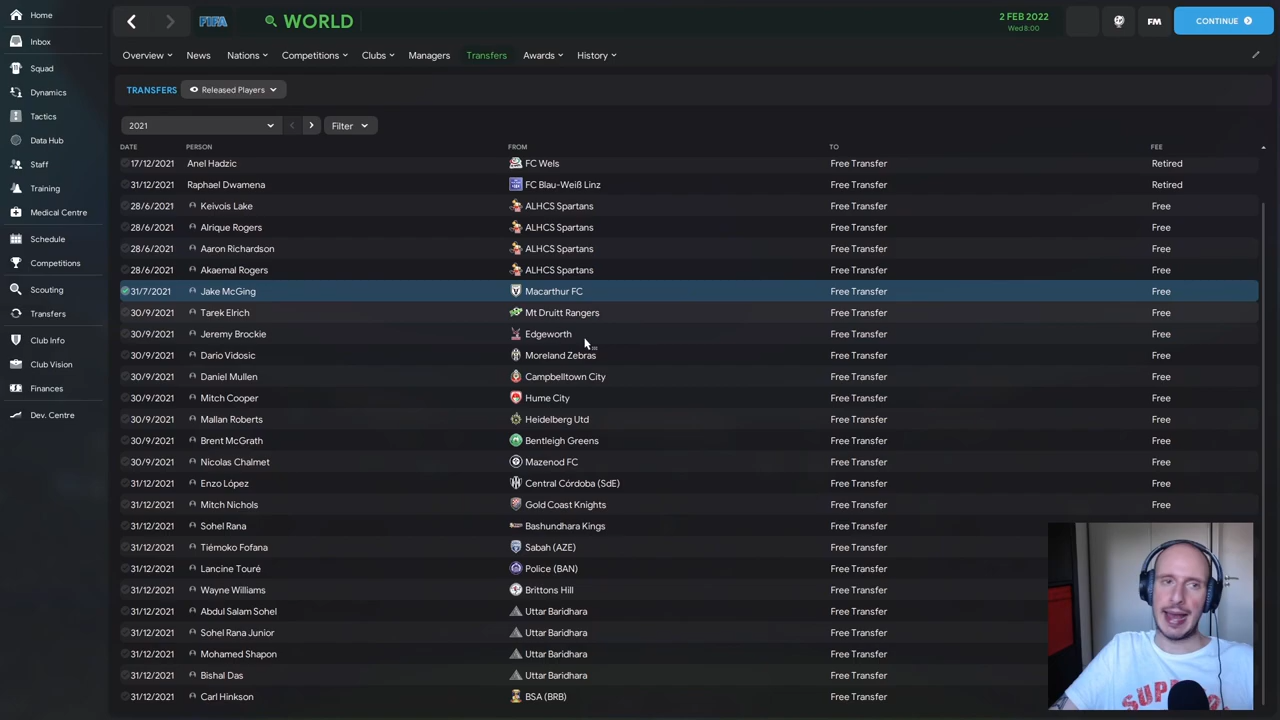 Home
FIFA
WORLD
2 FEB 2022
Wed 8:00
FM
CONTINUE
Inbox
Overview
News
Nations
Competitions
Clubs
Managers
Transfers
Awards
History
Squad
Dynamics
Tactics
Data Hub
Staff
Training
Medical Centre
Schedule
Competitions
Scouting
Transfers
Club Info
Club Vision
Finances
Dev. Centre
TRANSFERS Released Players
2021 Filter
DATE PERSON FROM TO FEE
17/12/2021 Anel Hadzic FC Wels Free Transfer Retired
31/12/2021 Raphael Dwamena FC Blau-Weiß Linz Free Transfer Retired
28/6/2021 Keivois Lake ALHCS Spartans Free Transfer Free
28/6/2021 Alrique Rogers ALHCS Spartans Free Transfer Free
28/6/2021 Aaron Richardson ALHCS Spartans Free Transfer Free
28/6/2021 Akaemal Rogers ALHCS Spartans Free Transfer Free
31/7/2021 Jake McGing Macarthur FC Free Transfer Free
30/9/2021 Tarek Elrich Mt Druitt Rangers Free Transfer Free
30/9/2021 Jeremy Brockie Edgeworth Free Transfer Free
30/9/2021 Dario Vidosic Moreland Zebras Free Transfer Free
30/9/2021 Daniel Mullen Campbelltown City Free Transfer Free
30/9/2021 Mitch Cooper Hume City Free Transfer Free
30/9/2021 Mallan Roberts Heidelberg Utd Free Transfer Free
30/9/2021 Brent McGrath Bentleigh Greens Free Transfer Free
30/9/2021 Nicolas Chalmet Mazenod FC Free Transfer Free
31/12/2021 Enzo López Central Córdoba (SdE) Free Transfer Free
31/12/2021 Mitch Nichols Gold Coast Knights Free Transfer Free
31/12/2021 Sohel Rana Bashundhara Kings Free Transfer
31/12/2021 Tiémoko Fofana Sabah (AZE) Free Transfer
31/12/2021 Lancine Touré Police (BAN) Free Transfer
31/12/2021 Wayne Williams Brittons Hill Free Transfer
31/12/2021 Abdul Salam Sohel Uttar Baridhara Free Transfer
31/12/2021 Sohel Rana Junior Uttar Baridhara Free Transfer
31/12/2021 Mohamed Shapon Uttar Baridhara Free Transfer
31/12/2021 Bishal Das Uttar Baridhara Free Transfer
31/12/2021 Carl Hinkson BSA (BRB) Free Transfer